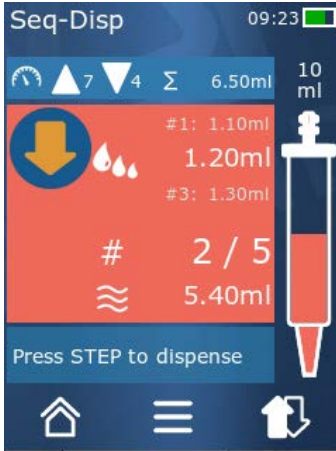 Seq-Disp 09:23
7 4 Σ 6.50ml
10 ml
#1: 1.10ml
1.20ml
#3: 1.30ml
# 2 / 5
5.40ml
Press STEP to dispense